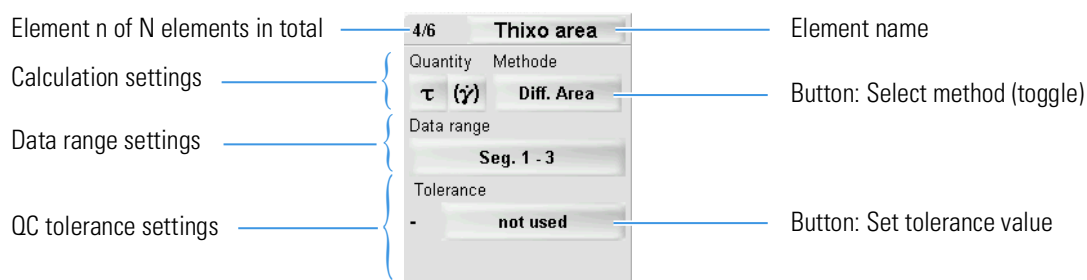 Element n of N elements in total
4/6 Thixo area
Element name
Calculation settings
Quantity Methode
τ (γ̇) Diff. Area
Button: Select method (toggle)
Data range settings
Data range
Seg. 1 - 3
QC tolerance settings
Tolerance
- not used
Button: Set tolerance value